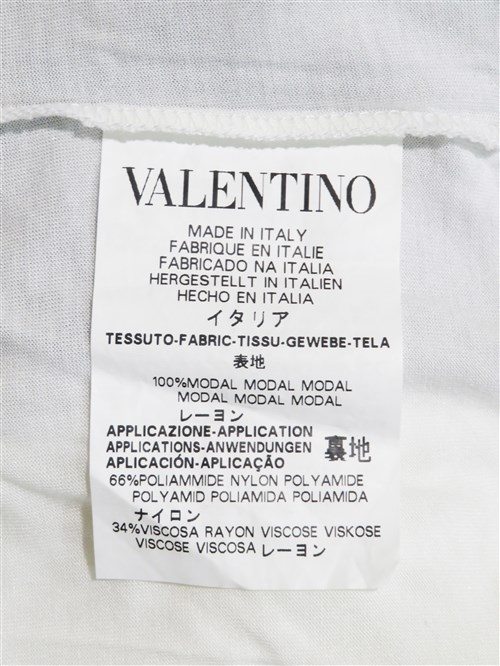 VALENTINO
MADE IN ITALY
FABRIQUE EN ITALIE
FABRICADO NA ITALIA
HERGESTELLT IN ITALIEN
HECHO EN ITALIA
イタリア
TESSUTO-FABRIC-TISSU-GEWEBE-TELA
表地
100%MODAL MODAL MODAL
MODAL MODAL MODAL
レーヨン
APPLICAZIONE-APPLICATION
APPLICATIONS-ANWENDUNGEN 裏地
APLICACIÓN-APLICAÇÃO
66%POLIAMMIDE NYLON POLYAMIDE
POLYAMID POLIAMIDA POLIAMIDA
ナイロン
34%VISCOSA RAYON VISCOSE VISKOSE
VISCOSE VISCOSA レーヨン